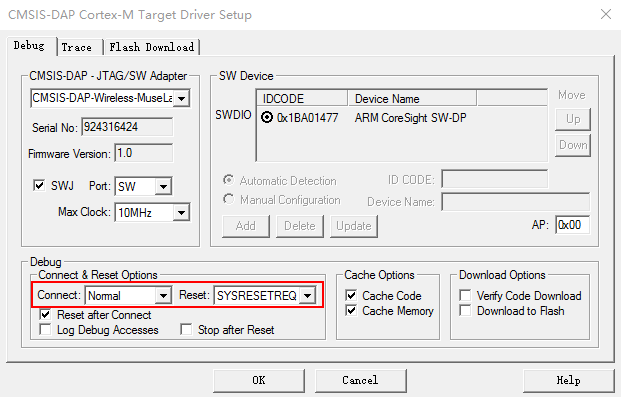 CMSIS-DAP Cortex-M Target Driver Setup
Debug
Trace
Flash Download
CMSIS-DAP - JTAG/SW Adapter
CMSIS-DAP-Wireless-MuseLa
Serial No: 924316424
Firmware Version: 1.0
SWJ Port: SW
Max Clock: 10MHz
SW Device
IDCODE Device Name
SWDIO 0x1BA01477 ARM CoreSight SW-DP
Move
Up
Down
Automatic Detection
Manual Configuration
ID CODE:
Device Name:
Add
Delete
Update
AP: 0x00
Debug
Connect & Reset Options
Connect: Normal Reset: SYSRESETREQ
Reset after Connect
Log Debug Accesses Stop after Reset
Cache Options
Cache Code
Cache Memory
Download Options
Verify Code Download
Download to Flash
OK
Cancel
Help